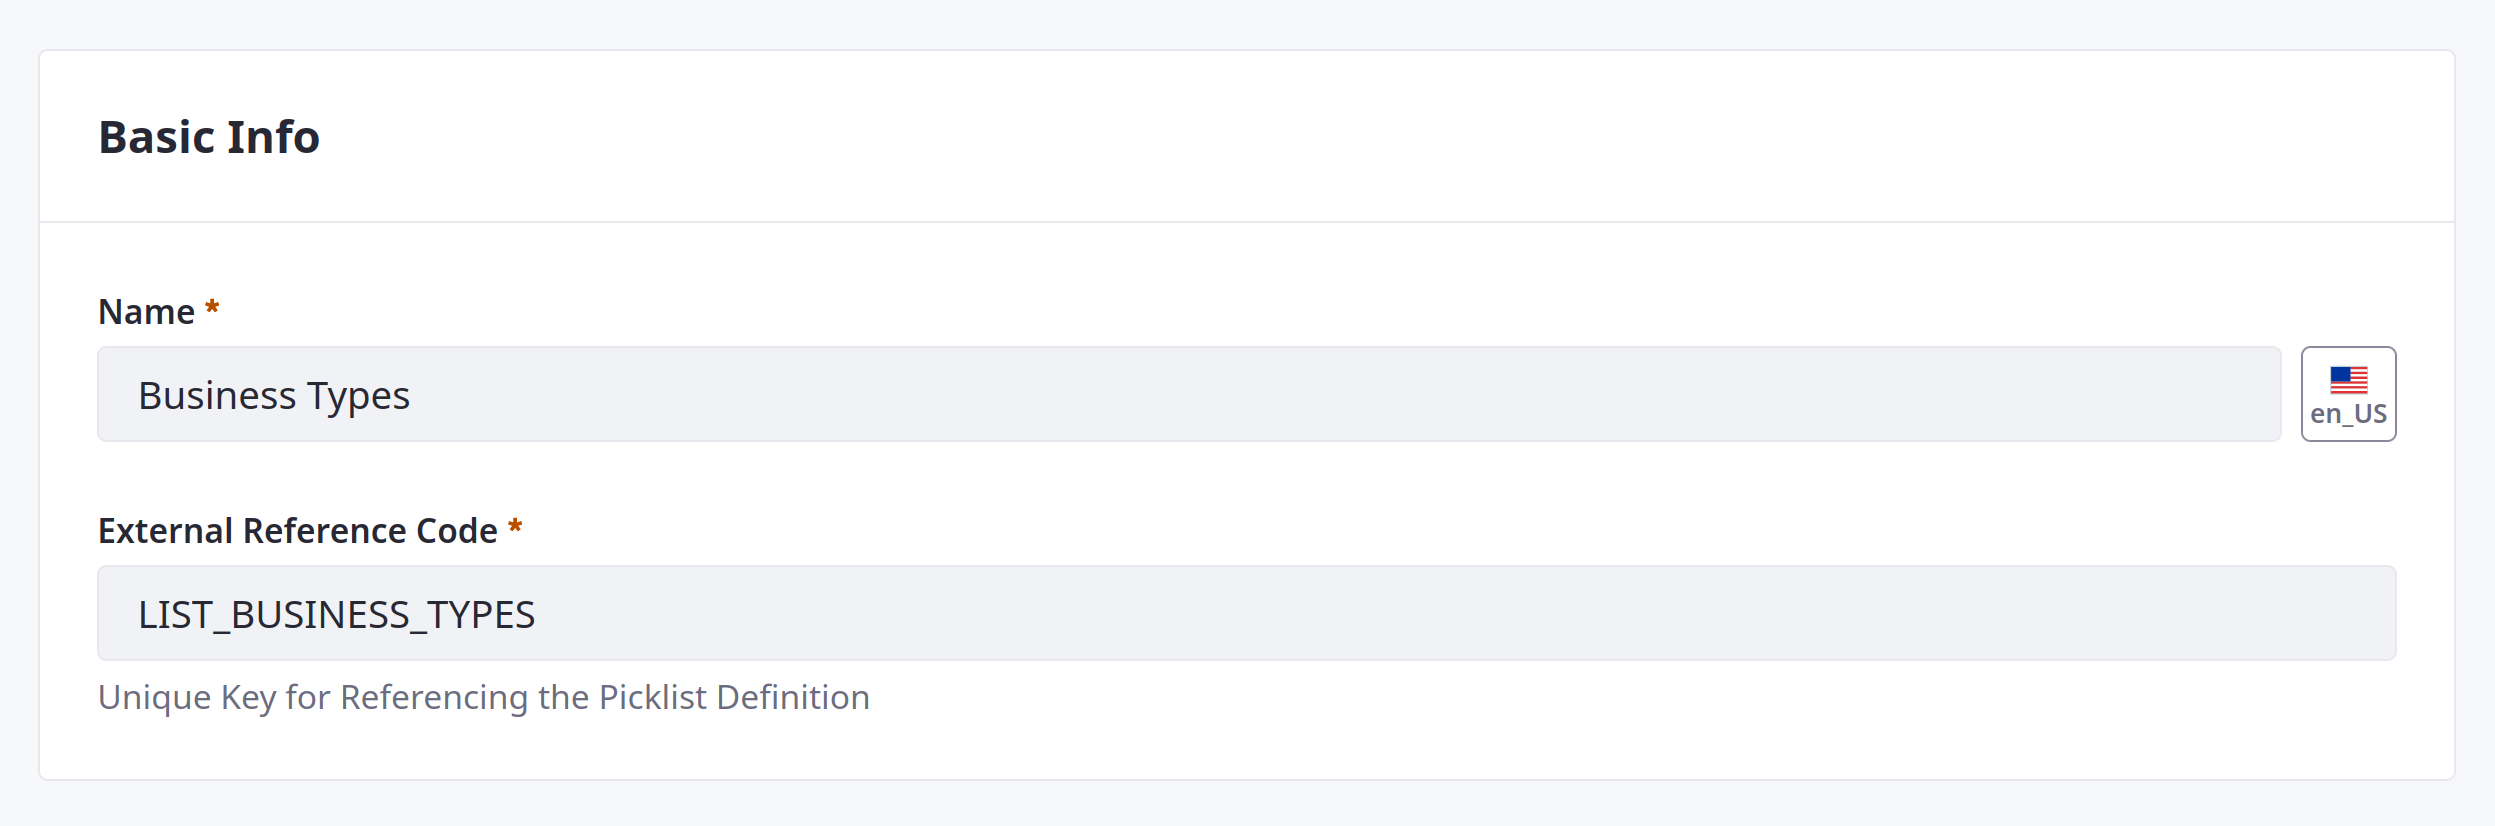 Basic Info
Name *
Business Types
en_US
External Reference Code *
LIST_BUSINESS_TYPES
Unique Key for Referencing the Picklist Definition